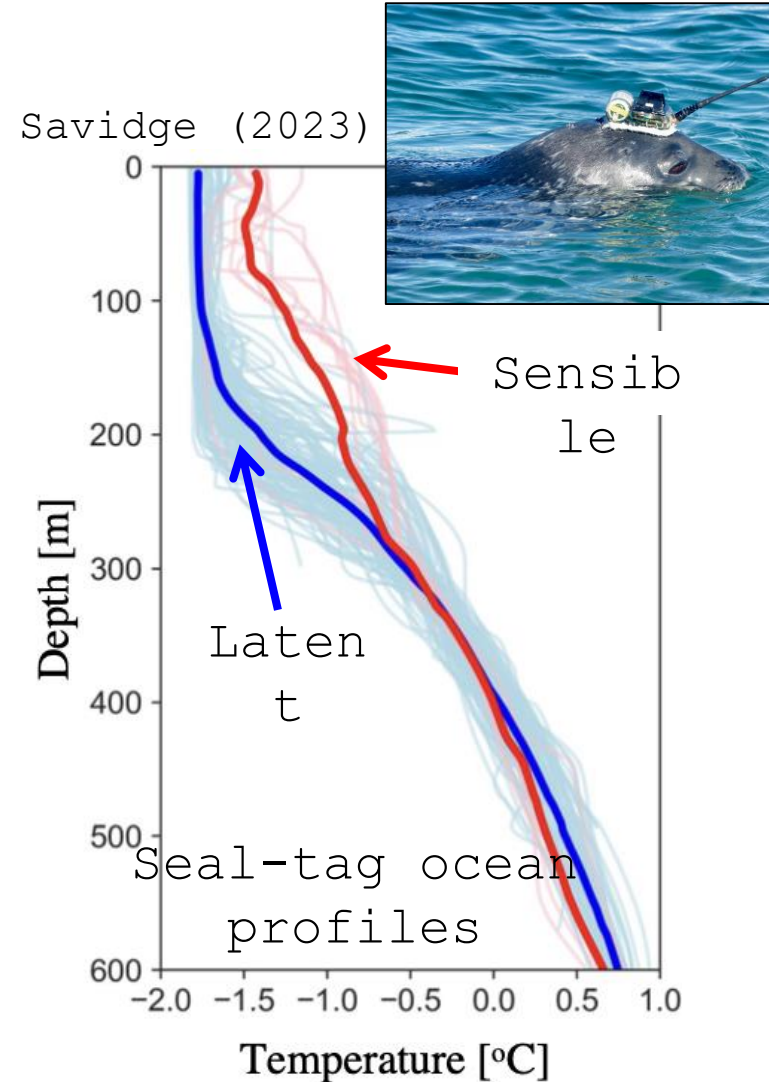 Savidge (2023)
0
100
200
300
400
500
600
Depth [m]
Sensib
le
Laten
t
Seal-tag ocean
profiles
−2.0 −1.5 −1.0 −0.5 0.0 0.5 1.0
Temperature [°C]